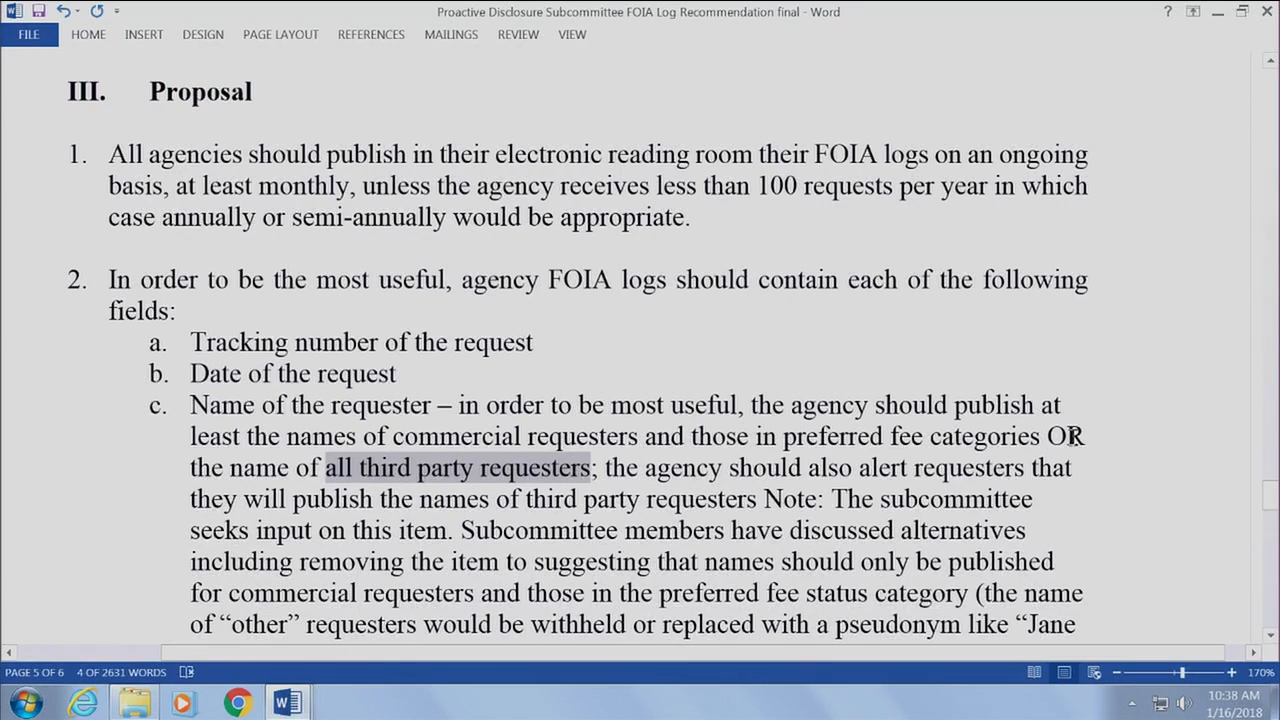 Proactive Disclosure Subcommittee FOIA Log Recommendation final - Word
FILE HOME INSERT DESIGN PAGE LAYOUT REFERENCES MAILINGS REVIEW VIEW
III. Proposal
1. All agencies should publish in their electronic reading room their FOIA logs on an ongoing
basis, at least monthly, unless the agency receives less than 100 requests per year in which
case annually or semi-annually would be appropriate.
2. In order to be the most useful, agency FOIA logs should contain each of the following
fields:
a. Tracking number of the request
b. Date of the request
c. Name of the requester – in order to be most useful, the agency should publish at
least the names of commercial requesters and those in preferred fee categories OR
the name of all third party requesters; the agency should also alert requesters that
they will publish the names of third party requesters Note: The subcommittee
seeks input on this item. Subcommittee members have discussed alternatives
including removing the item to suggesting that names should only be published
for commercial requesters and those in the preferred fee status category (the name
of “other” requesters would be withheld or replaced with a pseudonym like “Jane
PAGE 5 OF 6 4 OF 2631 WORDS 170%
10:38 AM
1/16/2018